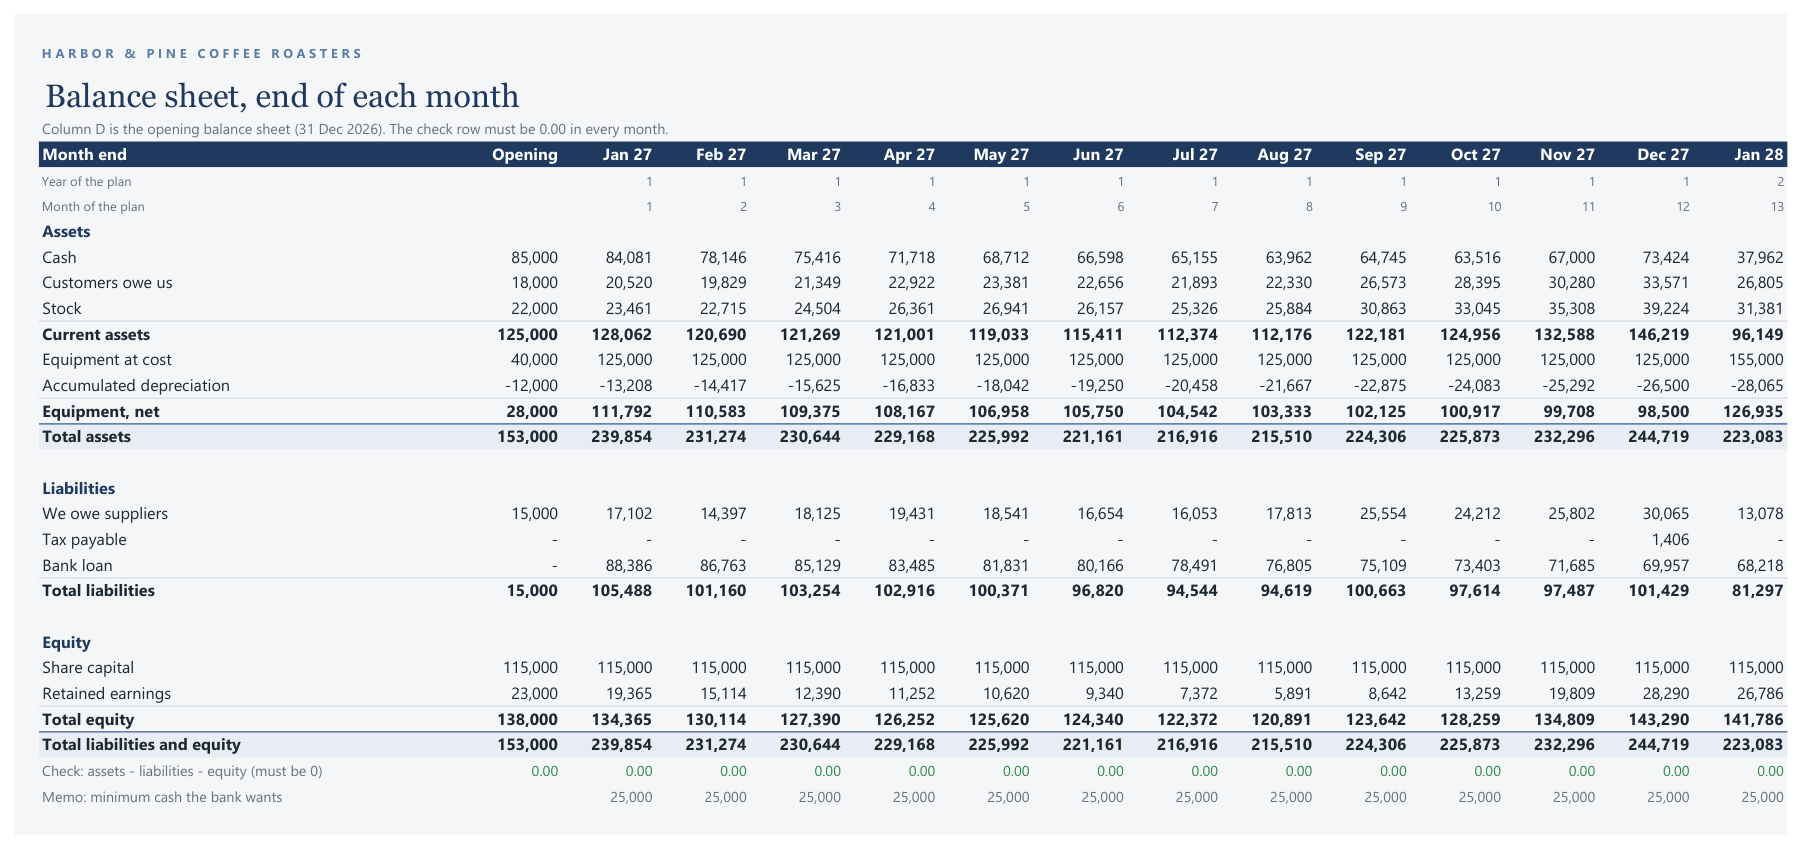 HARBOR & PINE COFFEE ROASTERS
Balance sheet, end of each month
Column D is the opening balance sheet (31 Dec 2026). The check row must be 0.00 in every month.
Month end Opening Jan 27 Feb 27 Mar 27 Apr 27 May 27 Jun 27 Jul 27 Aug 27 Sep 27 Oct 27 Nov 27 Dec 27 Jan 28
Year of the plan 1 1 1 1 1 1 1 1 1 1 1 1 2
Month of the plan 1 2 3 4 5 6 7 8 9 10 11 12 13
Assets
Cash 85,000 84,081 78,146 75,416 71,718 68,712 66,598 65,155 63,962 64,745 63,516 67,000 73,424 37,962
Customers owe us 18,000 20,520 19,829 21,349 22,922 23,381 22,656 21,893 22,330 26,573 28,395 30,280 33,571 26,805
Stock 22,000 23,461 22,715 24,504 26,361 26,941 26,157 25,326 25,884 30,863 33,045 35,308 39,224 31,381
Current assets 125,000 128,062 120,690 121,269 121,001 119,033 115,411 112,374 112,176 122,181 124,956 132,588 146,219 96,149
Equipment at cost 40,000 125,000 125,000 125,000 125,000 125,000 125,000 125,000 125,000 125,000 125,000 125,000 125,000 155,000
Accumulated depreciation -12,000 -13,208 -14,417 -15,625 -16,833 -18,042 -19,250 -20,458 -21,667 -22,875 -24,083 -25,292 -26,500 -28,065
Equipment, net 28,000 111,792 110,583 109,375 108,167 106,958 105,750 104,542 103,333 102,125 100,917 99,708 98,500 126,935
Total assets 153,000 239,854 231,274 230,644 229,168 225,992 221,161 216,916 215,510 224,306 225,873 232,296 244,719 223,083
Liabilities
We owe suppliers 15,000 17,102 14,397 18,125 19,431 18,541 16,654 16,053 17,813 25,554 24,212 25,802 30,065 13,078
Tax payable - - - - - - - - - - - - 1,406 -
Bank loan - 88,386 86,763 85,129 83,485 81,831 80,166 78,491 76,805 75,109 73,403 71,685 69,957 68,218
Total liabilities 15,000 105,488 101,160 103,254 102,916 100,371 96,820 94,544 94,619 100,663 97,614 97,487 101,429 81,297
Equity
Share capital 115,000 115,000 115,000 115,000 115,000 115,000 115,000 115,000 115,000 115,000 115,000 115,000 115,000 115,000
Retained earnings 23,000 19,365 15,114 12,390 11,252 10,620 9,340 7,372 5,891 8,642 13,259 19,809 28,290 26,786
Total equity 138,000 134,365 130,114 127,390 126,252 125,620 124,340 122,372 120,891 123,642 128,259 134,809 143,290 141,786
Total liabilities and equity 153,000 239,854 231,274 230,644 229,168 225,992 221,161 216,916 215,510 224,306 225,873 232,296 244,719 223,083
Check: assets - liabilities - equity (must be 0) 0.00 0.00 0.00 0.00 0.00 0.00 0.00 0.00 0.00 0.00 0.00 0.00 0.00 0.00
Memo: minimum cash the bank wants 25,000 25,000 25,000 25,000 25,000 25,000 25,000 25,000 25,000 25,000 25,000 25,000 25,000